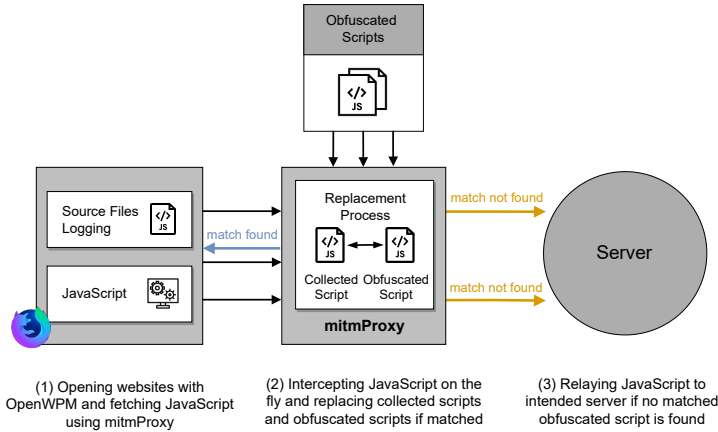 Obfuscated
Scripts
</>
JS
Source Files
Logging
</>
JS
JavaScript
match found
Replacement
Process
</>
JS
</>
JS
Collected
Script
Obfuscated
Script
mitmProxy
match not found
match not found
Server
(1) Opening websites with
OpenWPM and fetching JavaScript
using mitmProxy
(2) Intercepting JavaScript on the
fly and replacing collected scripts
and obfuscated scripts if matched
(3) Relaying JavaScript to
intended server if no matched
obfuscated script is found